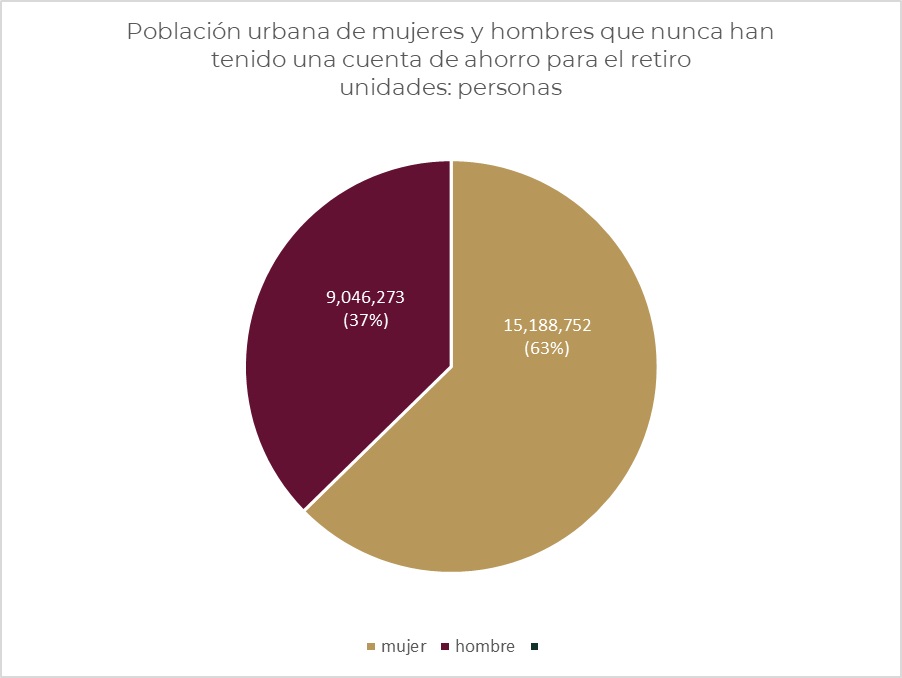 Población urbana de mujeres y hombres que nunca han
tenido una cuenta de ahorro para el retiro
unidades: personas
9,046,273
(37%)
15,188,752
(63%)
mujer hombre